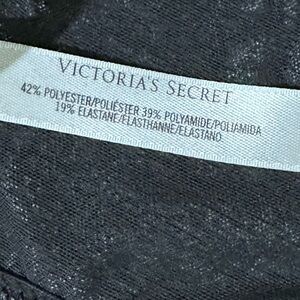 VICTORIA'S SECRET
42% POLYESTER/POLIÉSTER 39% POLYAMIDE/POLIAMIDA
19% ELASTANE/ELASTHANNE/ELASTANO